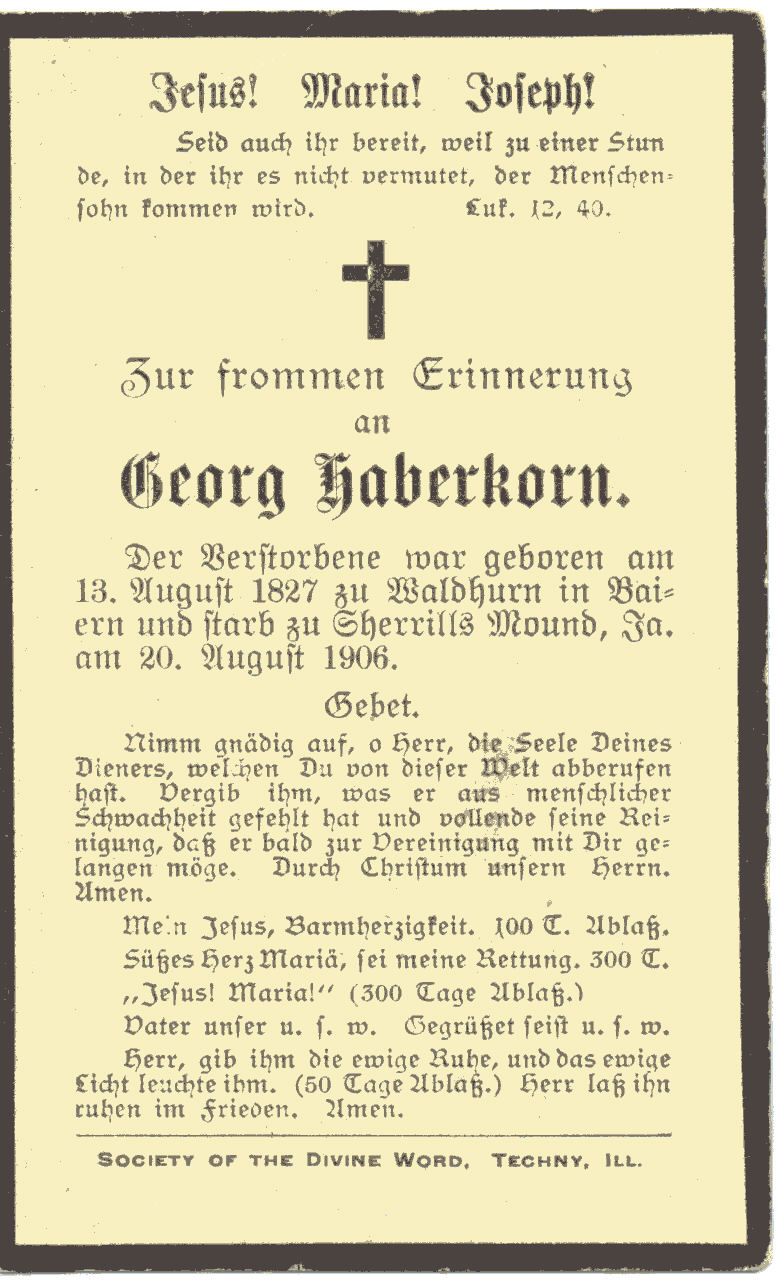 Jesus! Maria! Joseph!
Seid auch ihr bereit, weil zu einer Stun
de, in der ihr es nicht vermutet, der Menschen-
sohn kommen wird. Luk. 12, 40.
Zur frommen Erinnerung
an
Georg Haberkorn.
Der Verstorbene war geboren am
13. August 1827 zu Waldhurn in Bai-
ern und starb zu Sherrills Mound, Ja.
am 20. August 1906.
Gebet.
Nimm gnädig auf, o Herr, die Seele Deines
Dieners, welchen Du von dieser Welt abberufen
hast. Vergib ihm, was er aus menschlicher
Schwachheit gefehlt hat und vollende seine Rei-
nigung, daß er bald zur Vereinigung mit Dir ge-
langen möge. Durch Christum unsern Herrn.
Amen.
Mein Jesus, Barmherzigkeit. 100 T. Ablaß.
Süßes Herz Mariä, sei meine Rettung. 300 T.
„Jesus! Maria!“ (300 Tage Ablaß.)
Vater unser u. s. w. Gegrüßet seist u. s. w.
Herr, gib ihm die ewige Ruhe, und das ewige
Licht leuchte ihm. (50 Tage Ablaß.) Herr laß ihn
ruhen im Frieden. Amen.
SOCIETY OF THE DIVINE WORD, TECHNY, ILL.